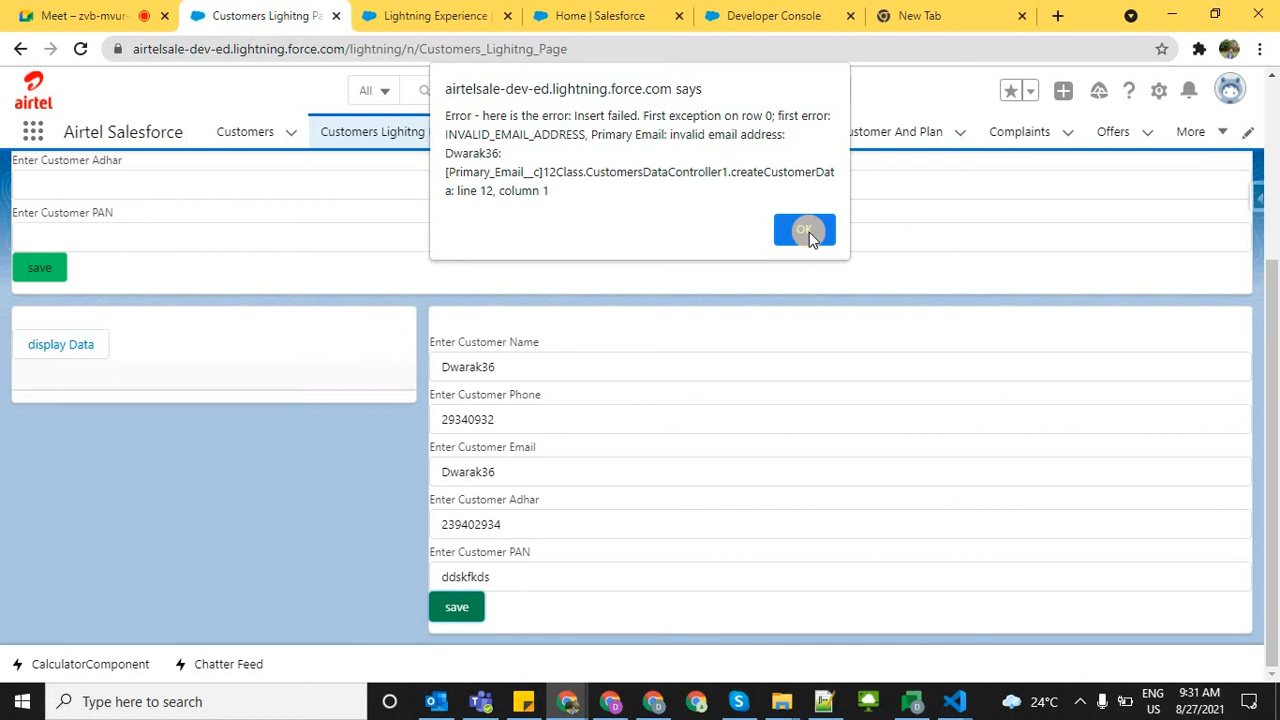 Meet – zvb-mvur-
Customers Lighitng Pa
Lightning Experience
Home | Salesforce
Developer Console
New Tab
airtelsale-dev-ed.lightning.force.com/lightning/n/Customers_Lighitng_Page
airtel
All
Airtel Salesforce
Customers
Customers Lighitng
ustomer And Plan
Offers
Complaints
More
airtelsale-dev-ed.lightning.force.com says
Error - here is the error: Insert failed. First exception on row 0; first error:
INVALID_EMAIL_ADDRESS, Primary Email: invalid email address:
Dwarak36:
[Primary_Email__c]12Class.CustomersDataController1.createCustomerDat
a: line 12, column 1
OK
Enter Customer Adhar
Enter Customer PAN
save
display Data
Enter Customer Name
Dwarak36
Enter Customer Phone
29340932
Enter Customer Email
Dwarak36
Enter Customer Adhar
239402934
Enter Customer PAN
ddskfkds
save
CalculatorComponent
Chatter Feed
Type here to search
24°C
ENG
US
9:31 AM
8/27/2021